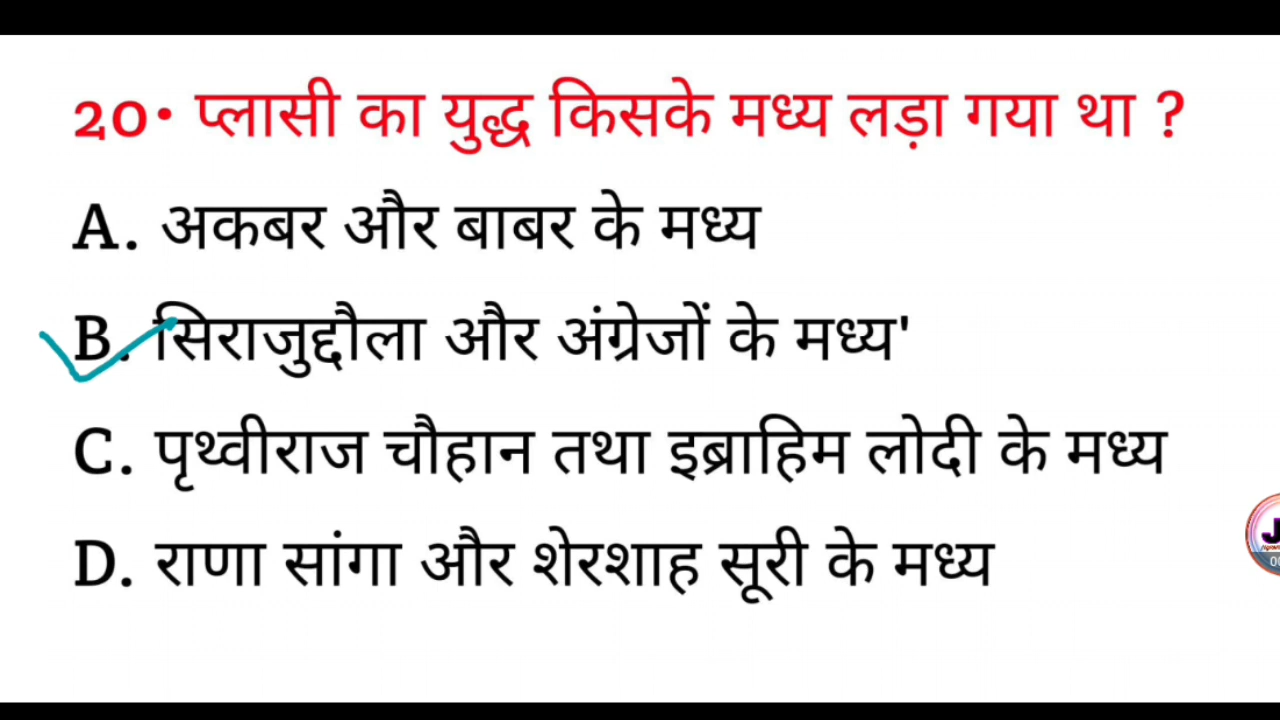 20• प्लासी का युद्ध किसके मध्य लड़ा गया था ?
A. अकबर और बाबर के मध्य
B. सिराजुद्दौला और अंग्रेजों के मध्य'
C. पृथ्वीराज चौहान तथा इब्राहिम लोदी के मध्य
D. राणा सांगा और शेरशाह सूरी के मध्य